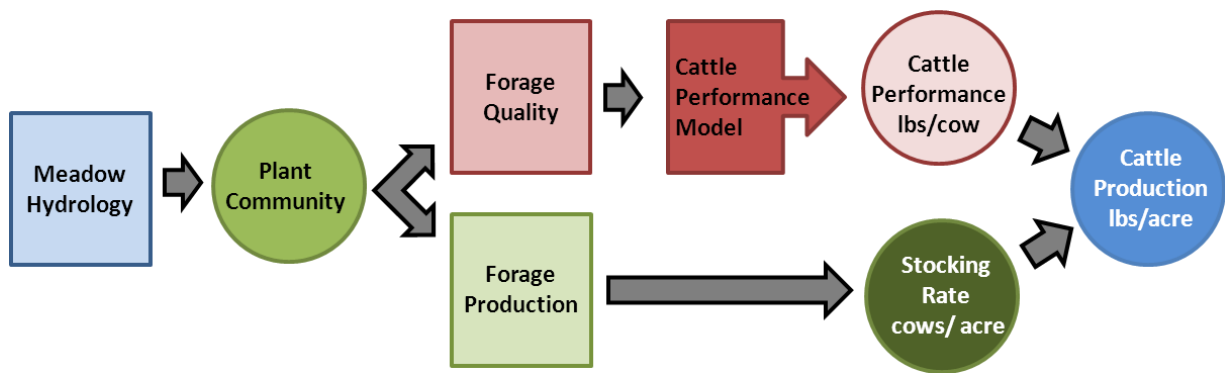 Meadow
Hydrology
Plant
Community
Forage
Quality
Cattle
Performance
Model
Cattle
Performance
lbs/cow
Forage
Production
Stocking
Rate
cows/ acre
Cattle
Production
lbs/acre